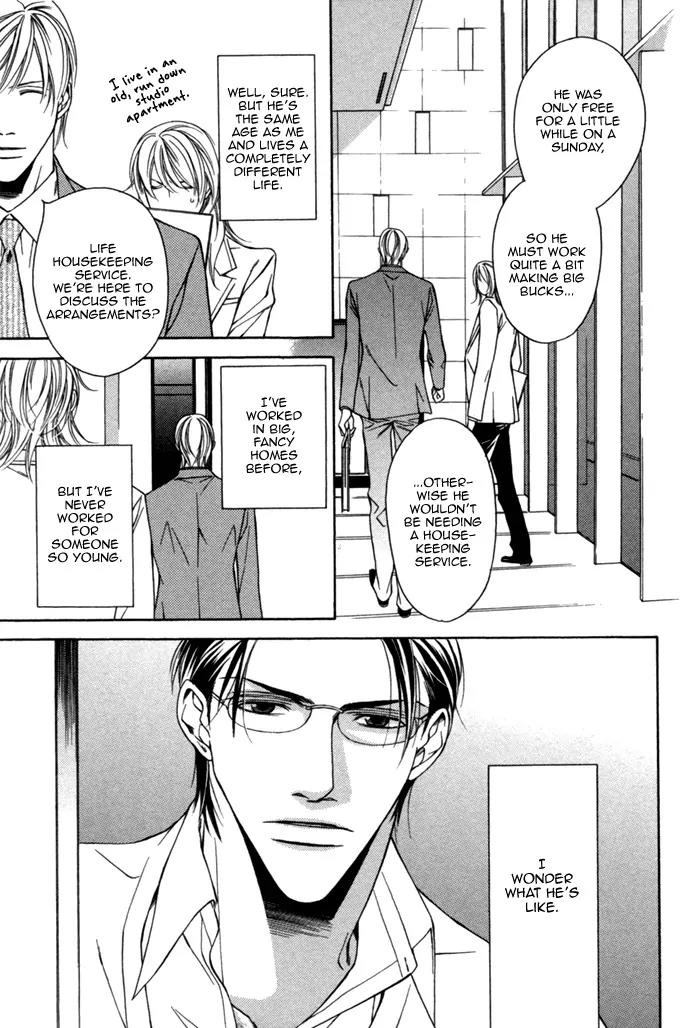 HE WAS
ONLY FREE
FOR A LITTLE
WHILE ON A
SUNDAY,
SO HE
MUST WORK
QUITE A BIT
MAKING BIG
BUCKS...
...OTHER-
WISE HE
WOULDN'T
BE NEEDING
A HOUSE-
KEEPING
SERVICE.
WELL, SURE.
BUT HE'S
THE SAME
AGE AS ME
AND LIVES A
COMPLETELY
DIFFERENT
LIFE.
I live in an
old, run down
studio
apartment.
LIFE
HOUSEKEEPING
SERVICE.
WE'RE HERE TO
DISCUSS THE
ARRANGEMENTS?
I'VE
WORKED
IN BIG,
FANCY
HOMES
BEFORE,
BUT I'VE
NEVER
WORKED
FOR
SOMEONE
SO YOUNG.
I
WONDER
WHAT HE'S
LIKE.